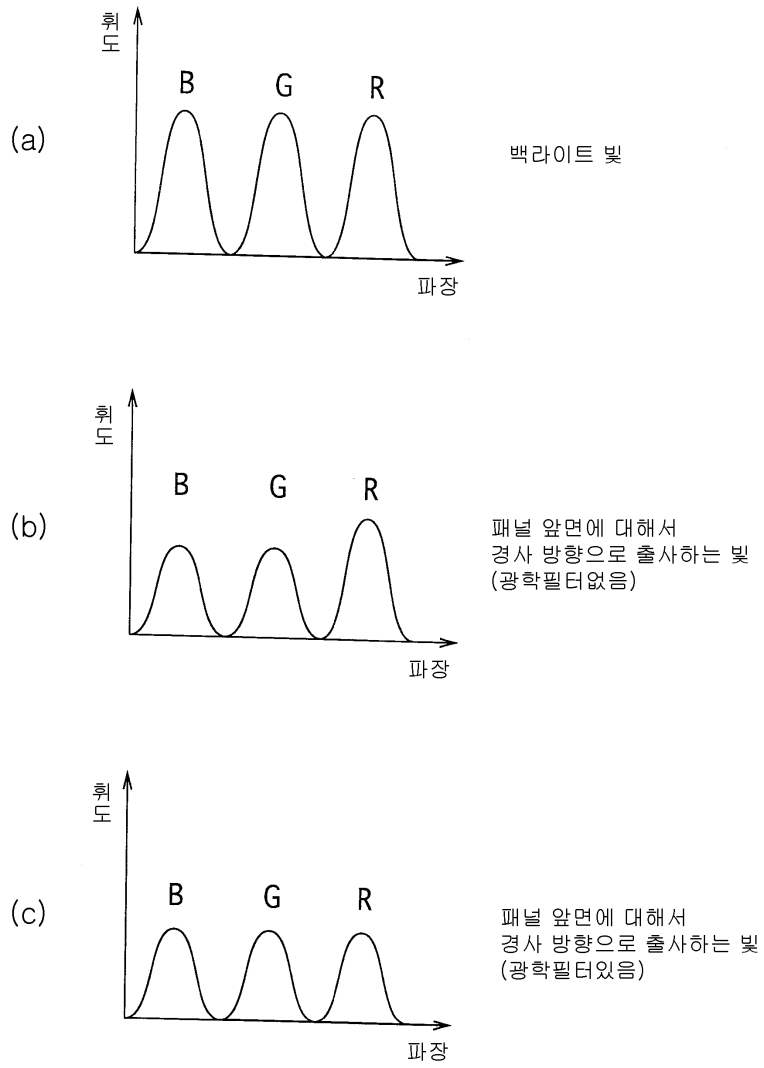 휘도
B G R
(a)
백라이트 빛
파장
휘도
B G R
(b)
패널 앞면에 대해서
경사 방향으로 출사하는 빛
(광학필터없음)
파장
휘도
B G R
(c)
패널 앞면에 대해서
경사 방향으로 출사하는 빛
(광학필터있음)
파장